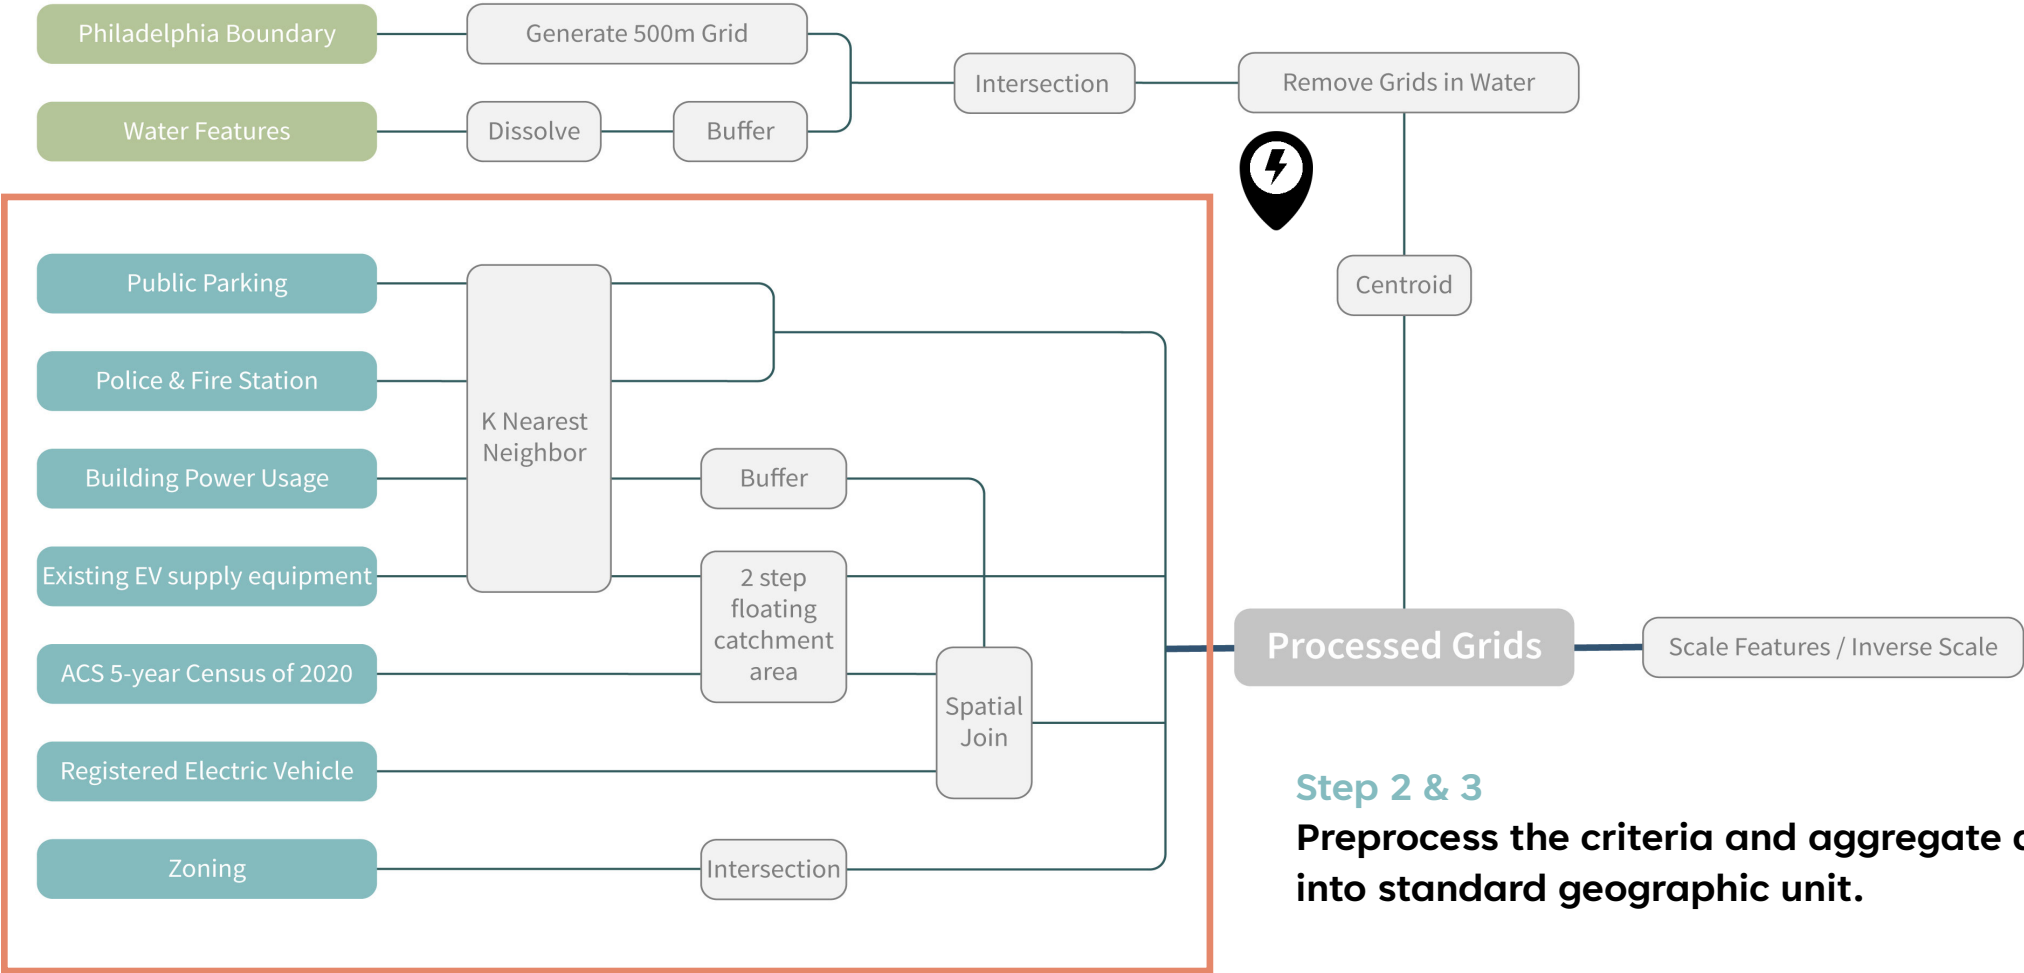 Philadelphia Boundary
Generate 500m Grid
Intersection
Remove Grids in Water
Water Features
Dissolve
Buffer
Centroid
Public Parking
Police & Fire Station
K Nearest
Neighbor
Building Power Usage
Buffer
Existing EV supply equipment
2 step
floating
catchment
area
ACS 5-year Census of 2020
Spatial
Join
Registered Electric Vehicle
Zoning
Intersection
Processed Grids
Scale Features / Inverse Scale
Step 2 & 3
Preprocess the criteria and aggregate
into standard geographic unit.